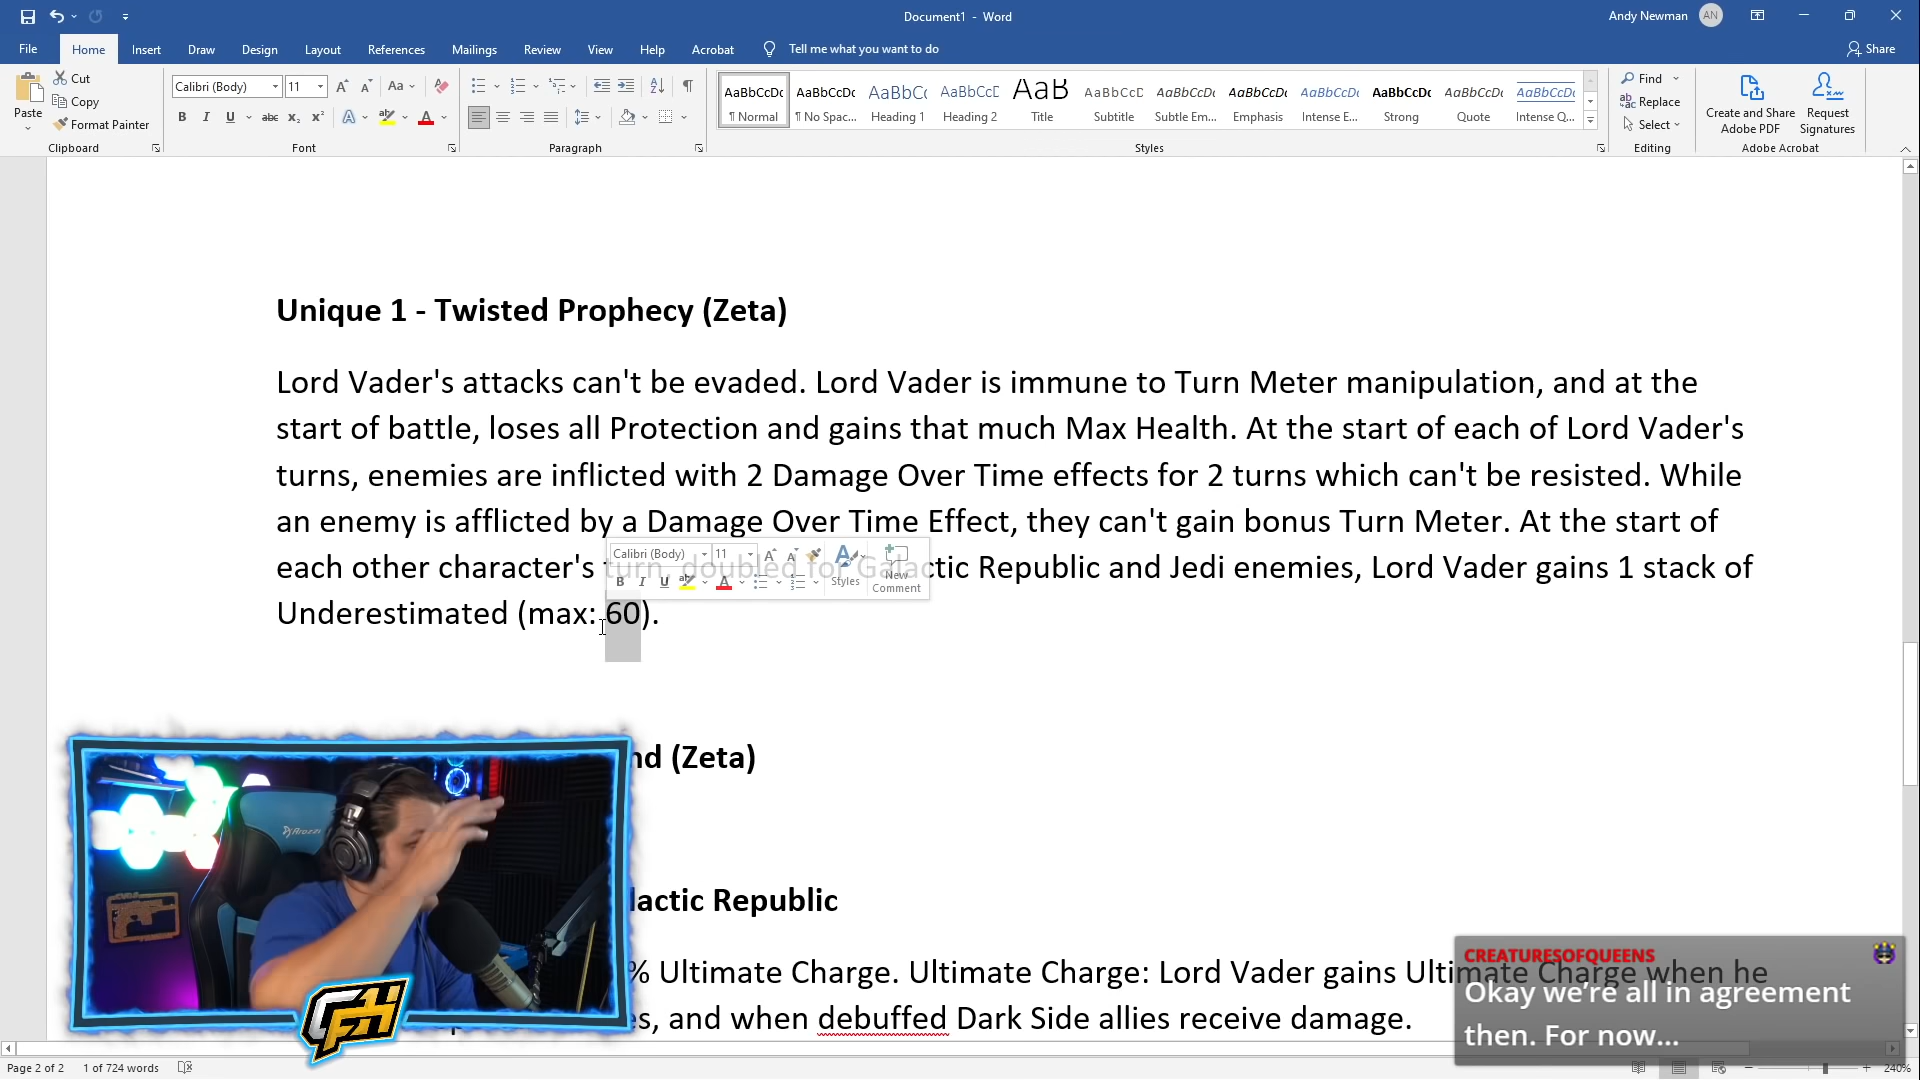 Document1 - Word
Andy Newman
AN
File
Home
Insert
Draw
Design
Layout
References
Mailings
Review
View
Help
Acrobat
Tell me what you want to do
Share
Paste
Cut
Copy
Format Painter
Clipboard
Calibri (Body)
11
Font
Paragraph
AaBbCcDc
¶ Normal
AaBbCcDc
¶ No Spac...
AaBbCc
Heading 1
AaBbCcD
Heading 2
AaB
Title
AaBbCcD
Subtitle
AaBbCcDc
Subtle Em...
AaBbCcDc
Emphasis
AaBbCcDc
Intense E...
AaBbCcDc
Strong
AaBbCcDc
Quote
AaBbCcDc
Intense Q...
Styles
Find
Replace
Select
Editing
Create and Share
Adobe PDF
Request
Signatures
Adobe Acrobat
Unique 1 - Twisted Prophecy (Zeta)
Lord Vader's attacks can't be evaded. Lord Vader is immune to Turn Meter manipulation, and at the
start of battle, loses all Protection and gains that much Max Health. At the start of each of Lord Vader's
turns, enemies are inflicted with 2 Damage Over Time effects for 2 turns which can't be resisted. While
an enemy is afflicted by a Damage Over Time Effect, they can't gain bonus Turn Meter. At the start of
each other character's turn, doubled for Galactic Republic and Jedi enemies, Lord Vader gains 1 stack of
Underestimated (max: 60).
Calibri (Body)
11
Styles
New
Comment
nd (Zeta)
lactic Republic
% Ultimate Charge. Ultimate Charge: Lord Vader gains Ultimate Charge when he
s, and when debuffed Dark Side allies receive damage.
GFH
CREATURESOFQUEENS
Okay we're all in agreement
then. For now...
Page 2 of 2
1 of 724 words
240%